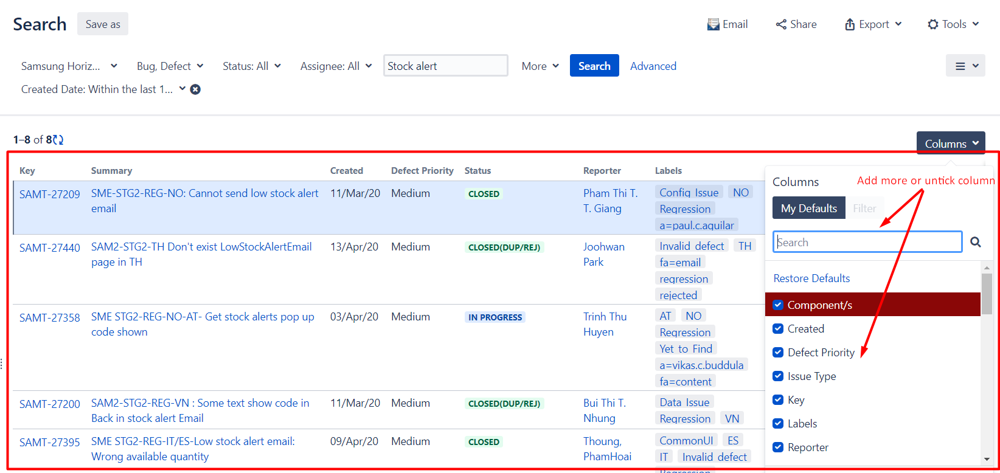 Search Save as Email Share Export Tools
Samsung Horiz... Bug, Defect Status: All Assignee: All Stock alert More Search Advanced
Created Date: Within the last 1...
1–8 of 8
Columns
Key Summary Created Defect Priority Status Reporter Labels
SAMT-27209 SME-STG2-REG-NO: Cannot send low stock alert email 11/Mar/20 Medium CLOSED Pham Thi T. T. Giang Config Issue NO Regression a=paul.c.aguilar
SAMT-27440 SAM2-STG2-TH Don't exist LowStockAlertEmail page in TH 13/Apr/20 Medium CLOSED(DUP/REJ) Joohwan Park Invalid defect TH fa=email regression rejected
SAMT-27358 SME STG2-REG-NO-AT- Get stock alerts pop up code shown 03/Apr/20 Medium IN PROGRESS Trinh Thu Huyen AT NO Regression Yet to Find a=vikas.c.buddula fa=content
SAMT-27200 SAM2-STG2-REG-VN : Some text show code in Back in stock alert Email 11/Mar/20 Medium CLOSED(DUP/REJ) Bui Thi T. Nhung Data Issue Regression VN
SAMT-27395 SME STG2-REG-IT/ES-Low stock alert email: Wrong available quantity 09/Apr/20 Medium CLOSED Thoung, PhamHoai CommonUI ES IT Invalid defect Regression
Columns
Add more or untick column
My Defaults Filter
Search
Restore Defaults
Component/s
Created
Defect Priority
Issue Type
Key
Labels
Reporter